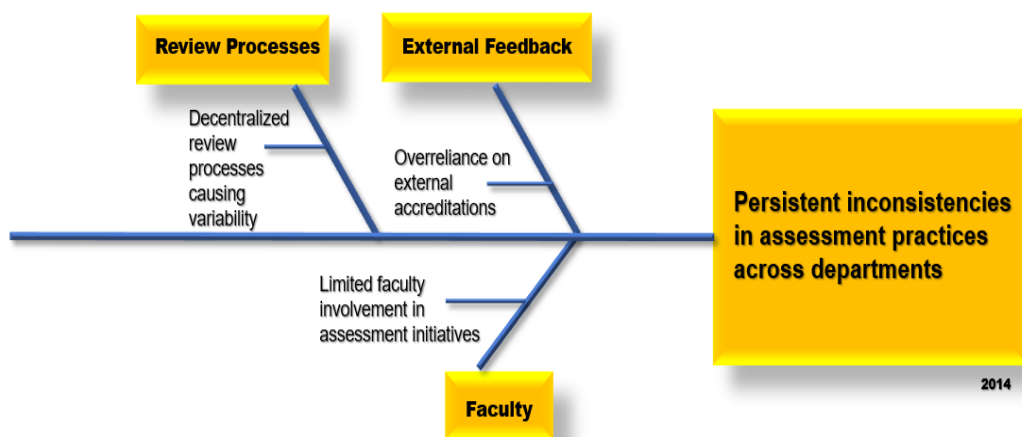 Review Processes
External Feedback
Decentralized
review
processes
causing
variability
Overreliance on
external
accreditations
Persistent inconsistencies
in assessment practices
across departments
Limited faculty
involvement in
assessment initiatives
2014
Faculty